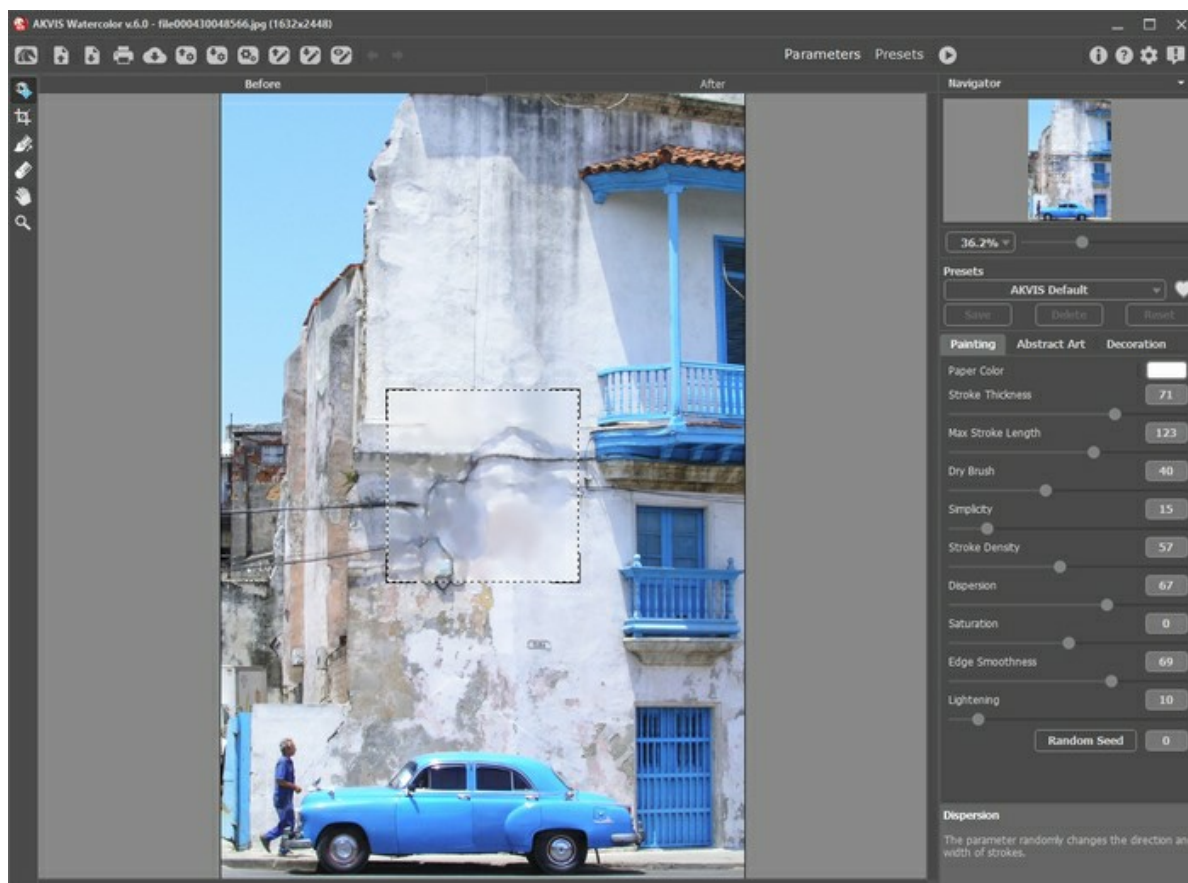 AKVIS Watercolor v.6.0 - file000430048566.jpg (1632x2448)
Parameters Presets
Before After
Navigator
36.2%
Presets
AKVIS Default
Save Delete Reset
Painting Abstract Art Decoration
Paper Color
Stroke Thickness 71
Max Stroke Length 123
Dry Brush 40
Simplicity 15
Stroke Density 57
Dispersion 67
Saturation 0
Edge Smoothness 69
Lightening 10
Random Seed 0
Dispersion
The parameter randomly changes the direction an
width of strokes.